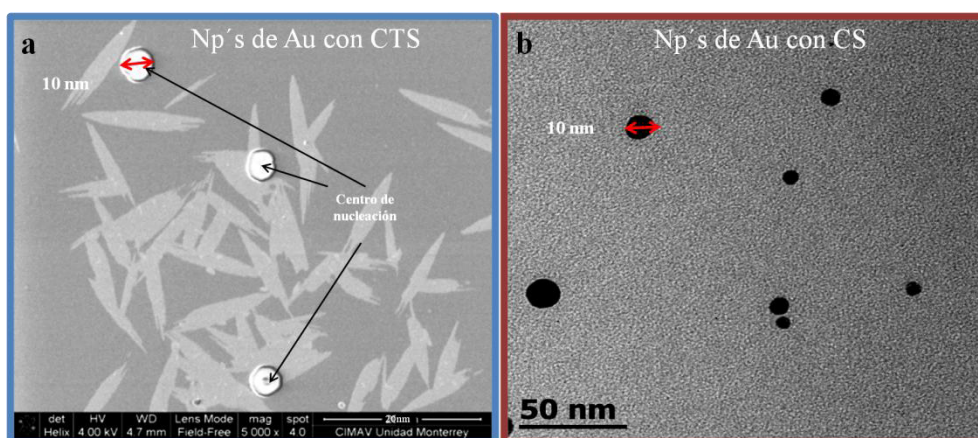 a
Np´s de Au con CTS
10 nm
Centro de
nucleación
det HV WD Lens Mode mag spot 20nm
Helix 4.00 kV 4.7 mm Field-Free 5 000 x 4.0 CIMAV Unidad Monterrey
b
Np´s de Au con CS
10 nm
50 nm